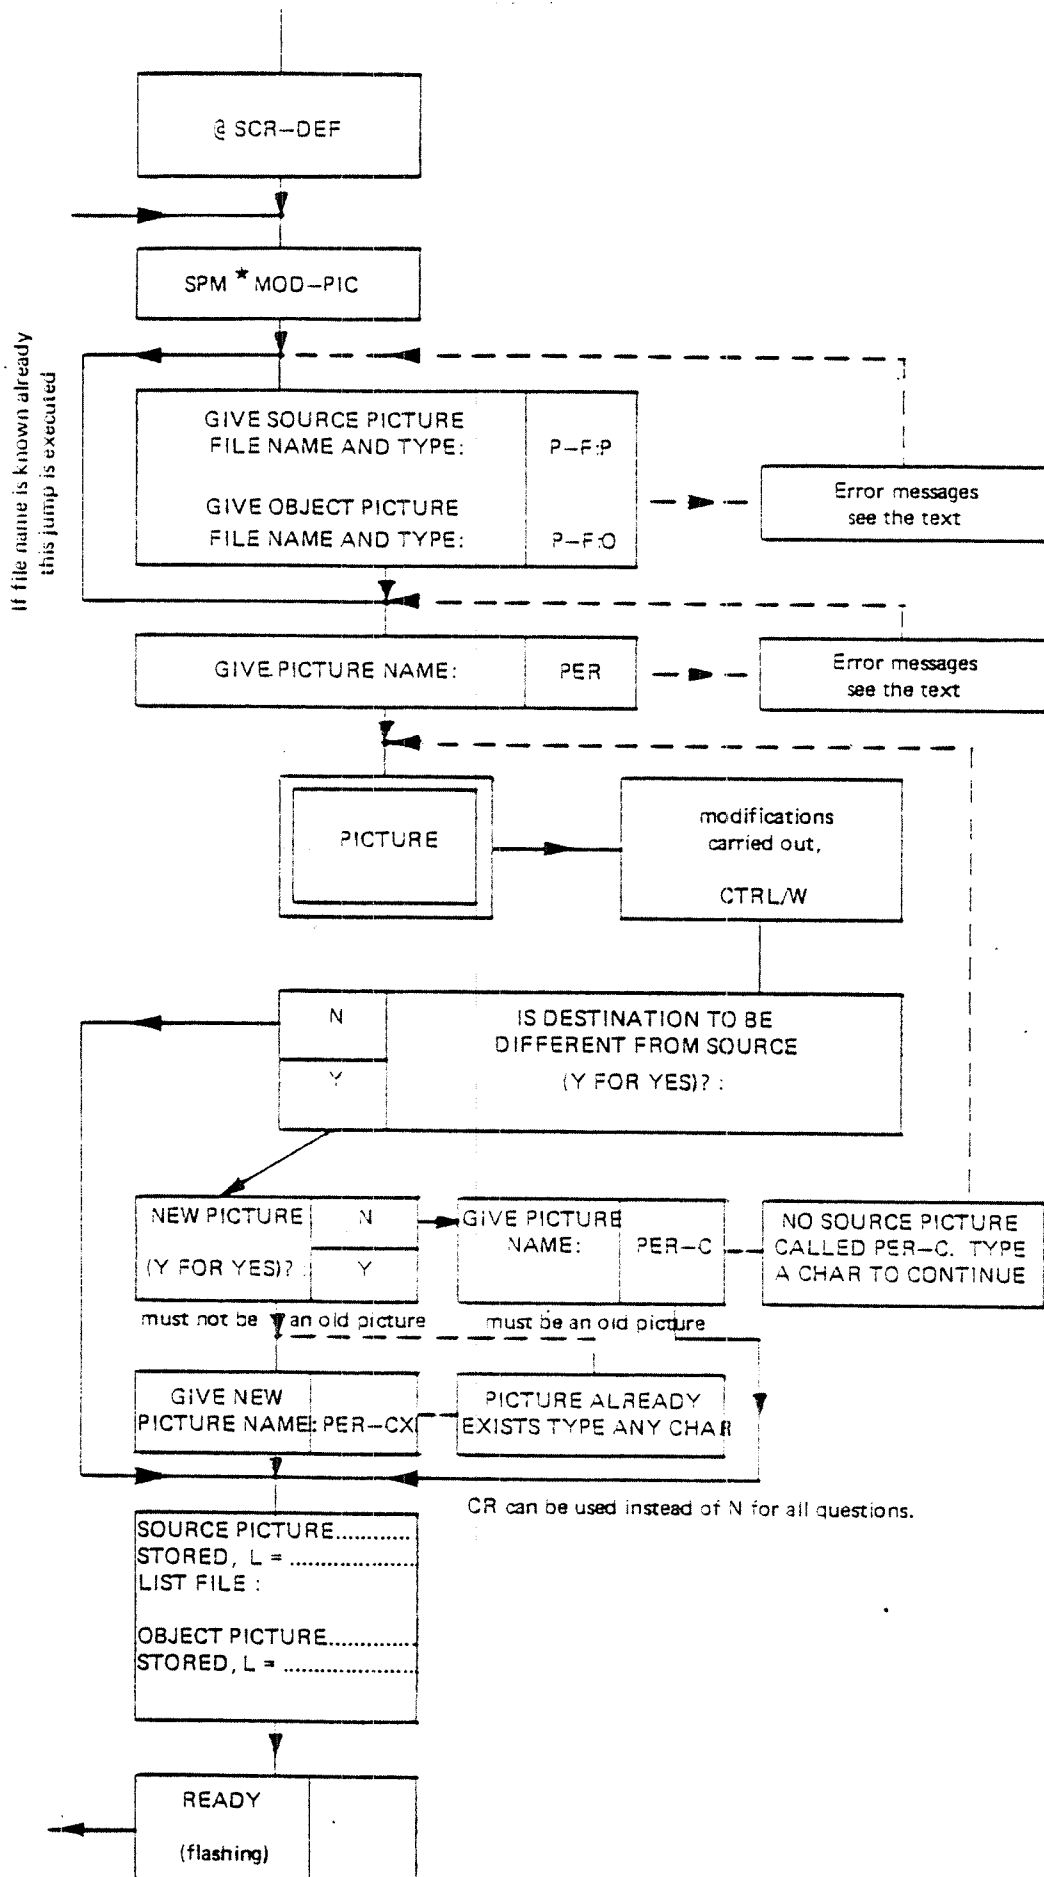 @ SCR-DEF
SPM * MOD-PIC
If file name is known already
this jump is executed
GIVE SOURCE PICTURE
FILE NAME AND TYPE: P-F:P
GIVE OBJECT PICTURE
FILE NAME AND TYPE: P-F:O
Error messages
see the text
GIVE PICTURE NAME: PER
Error messages
see the text
PICTURE
modifications
carried out,
CTRL/W
N
Y
IS DESTINATION TO BE
DIFFERENT FROM SOURCE
(Y FOR YES)? :
NEW PICTURE
(Y FOR YES)? :
N
Y
GIVE PICTURE
NAME: PER-C
NO SOURCE PICTURE
CALLED PER-C. TYPE
A CHAR TO CONTINUE
must not be an old picture
must be an old picture
GIVE NEW
PICTURE NAME: PER-CX
PICTURE ALREADY
EXISTS TYPE ANY CHAR
CR can be used instead of N for all questions.
SOURCE PICTURE............
STORED, L = ......................
LIST FILE :
OBJECT PICTURE..............
STORED, L = ......................
READY
(flashing)